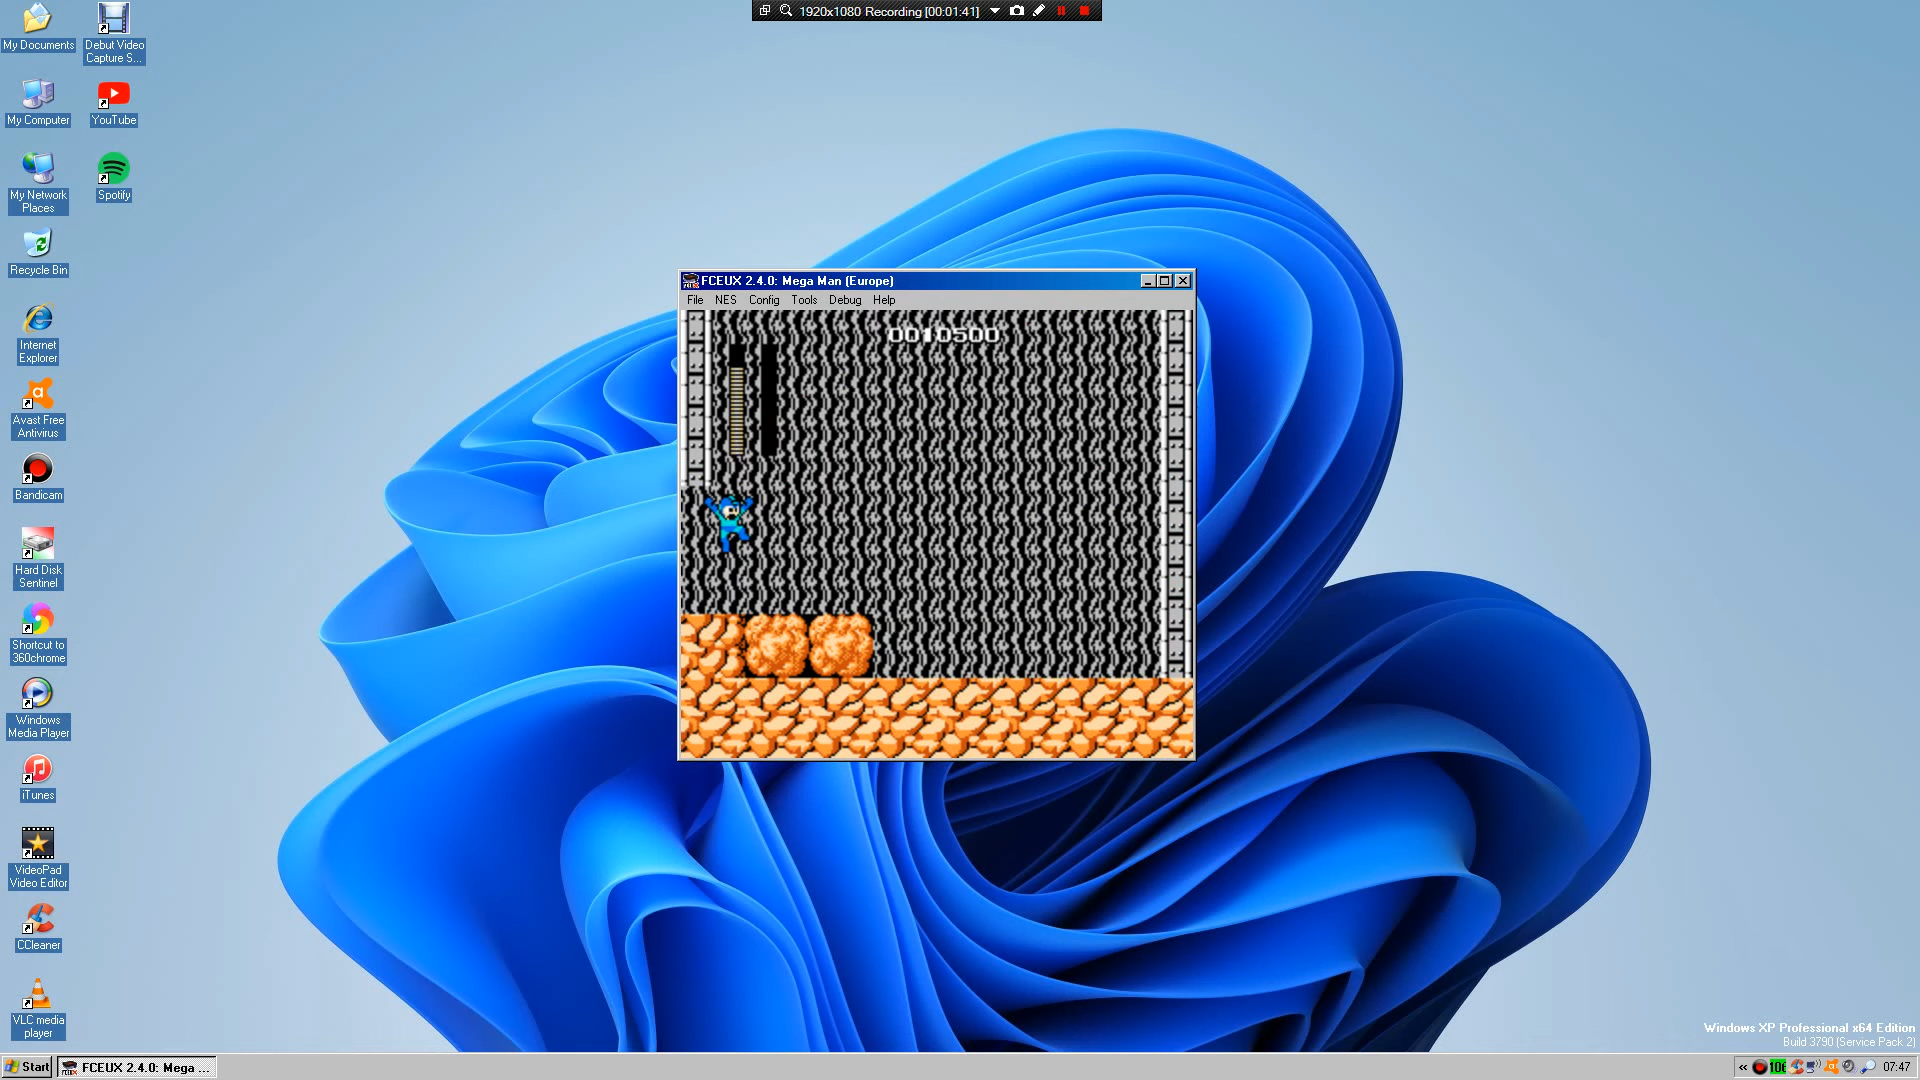 1920x1080 Recording [00:01:41]
My Documents
Debut Video
Capture S...
My Computer
YouTube
My Network
Places
Spotify
Recycle Bin
Internet
Explorer
Avast Free
Antivirus
Bandicam
Hard Disk
Sentinel
Shortcut to
360chrome
Windows
Media Player
iTunes
VideoPad
Video Editor
CCleaner
VLC media
player
FCEUX 2.4.0: Mega Man (Europe)
File NES Config Tools Debug Help
0010500
Windows XP Professional x64 Edition
Build 3790 (Service Pack 2)
Start
FCEUX 2.4.0: Mega ...
«
106
07:47